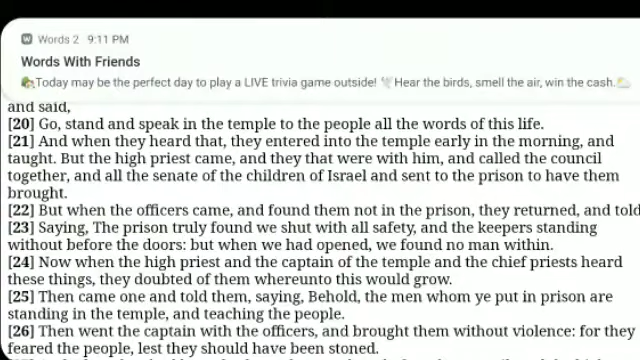 W Words 2 9:11 PM
Words With Friends
🏡Today may be the perfect day to play a LIVE trivia game outside! 🕊️Hear the birds, smell the air, win the cash.🌤️
and said,
[20] Go, stand and speak in the temple to the people all the words of this life.
[21] And when they heard that, they entered into the temple early in the morning, and
taught. But the high priest came, and they that were with him, and called the council
together, and all the senate of the children of Israel and sent to the prison to have them
brought.
[22] But when the officers came, and found them not in the prison, they returned, and told
[23] Saying, The prison truly found we shut with all safety, and the keepers standing
without before the doors: but when we had opened, we found no man within.
[24] Now when the high priest and the captain of the temple and the chief priests heard
these things, they doubted of them whereunto this would grow.
[25] Then came one and told them, saying, Behold, the men whom ye put in prison are
standing in the temple, and teaching the people.
[26] Then went the captain with the officers, and brought them without violence: for they
feared the people, lest they should have been stoned.